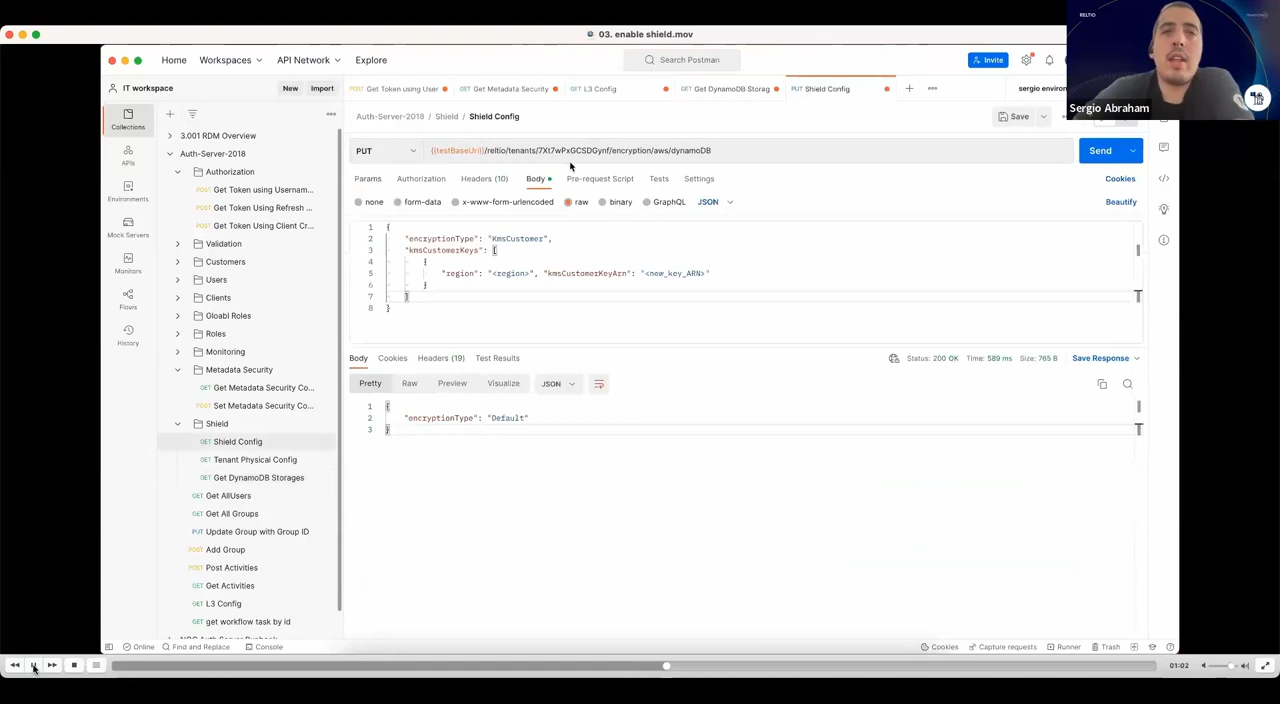 03. enable shield.mov
RELTIO
Sergio Abraham
Home Workspaces API Network Explore
Search Postman
Invite
IT workspace
New Import
POST Get Token using User
POST Get Metadata Security
GET L3 Config
GET Get DynamoDB Storag
PUT Shield Config
sergio environ
Collections
APIs
Environments
Mock Servers
Monitors
Flows
History
3.001 RDM Overview
Auth-Server-2018
Authorization
POST Get Token using Usernam...
POST Get Token Using Refresh ...
POST Get Token Using Client Cr...
Validation
Customers
Users
Clients
Gloabl Roles
Roles
Monitoring
Metadata Security
GET Get Metadata Security Co...
POST Set Metadata Security Co...
Shield
GET Shield Config
GET Tenant Physical Config
GET Get DynamoDB Storages
GET Get AllUsers
GET Get All Groups
PUT Update Group with Group ID
POST Add Group
POST Post Activities
GET Get Activities
GET L3 Config
GET get workflow task by id
Auth-Server-2018 / Shield / Shield Config
Save
PUT
{{testBaseUrl}}/reltio/tenants/7Xt7wPxGCSDGynf/encryption/aws/dynamoDB
Send
Params Authorization Headers (10) Body Pre-request Script Tests Settings
Cookies
none form-data x-www-form-urlencoded raw binary GraphQL JSON
Beautify
1 {
2 "encryptionType": "KmsCustomer",
3 "kmsCustomerKeys": [
4 {
5 "region": "<region>", "kmsCustomerKeyArn": "<new_key_ARN>"
6 }
7 ]
8 }
Body Cookies Headers (19) Test Results
Status: 200 OK Time: 589 ms Size: 765 B
Save Response
Pretty Raw Preview Visualize JSON
1 {
2 "encryptionType": "Default"
3 }
Online Find and Replace Console
Cookies Capture requests Runner Trash
01:02